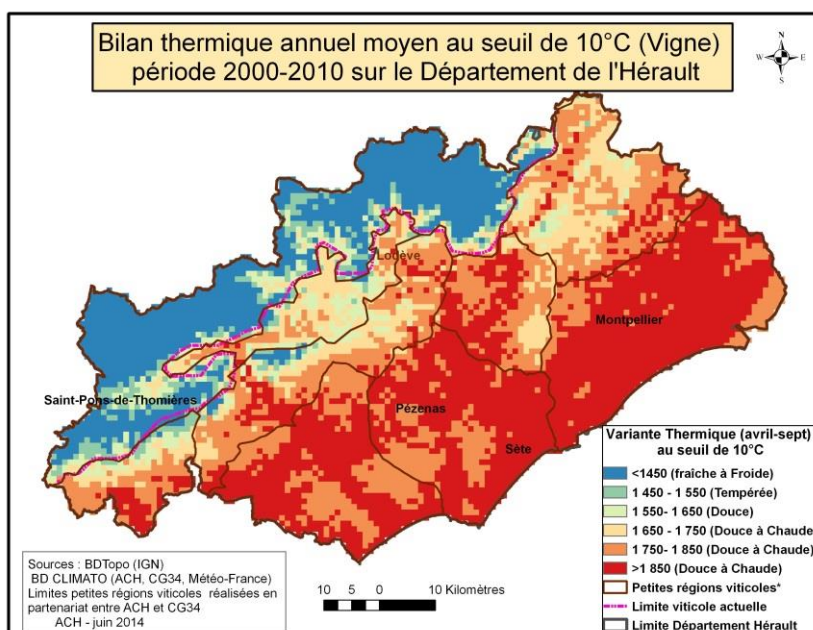 Bilan thermique annuel moyen au seuil de 10°C (Vigne)
période 2000-2010 sur le Département de l'Hérault
N
W E
S
Lodève
Montpellier
Saint-Pons-de-Thomières
Pézenas
Sète
Variante Thermique (avril-sept)
au seuil de 10°C
<1450 (fraîche à Froide)
1 450 - 1 550 (Tempérée)
1 550- 1 650 (Douce)
1 650 - 1 750 (Douce à Chaude)
1 750- 1 850 (Douce à Chaude)
>1 850 (Douce à Chaude)
Petites régions viticoles*
Limite viticole actuelle
Limite Département Hérault
Sources : BDTopo (IGN)
BD CLIMATO (ACH, CG34, Météo-France)
Limites petites régions viticoles réalisées en
partenariat entre ACH et CG34
ACH - juin 2014
10 5 0 10 Kilomètres